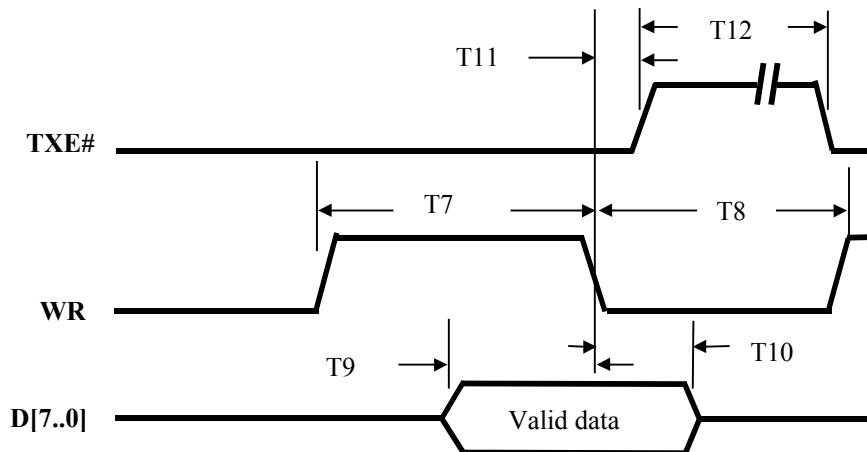 T12
T11
TXE#
T7
T8
WR
T9
T10
D[7..0]
Valid data